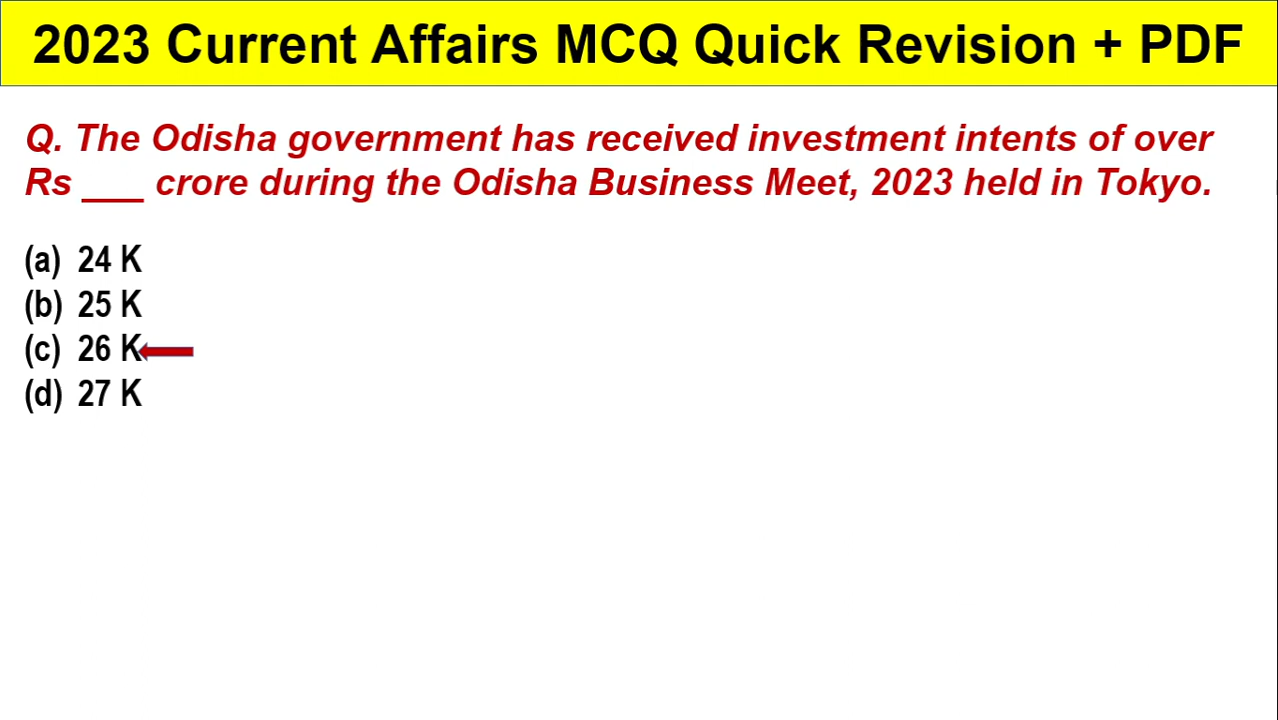 2023 Current Affairs MCQ Quick Revision + PDF
Q. The Odisha government has received investment intents of over
Rs ___ crore during the Odisha Business Meet, 2023 held in Tokyo.
(a) 24 K
(b) 25 K
(c) 26 K
(d) 27 K